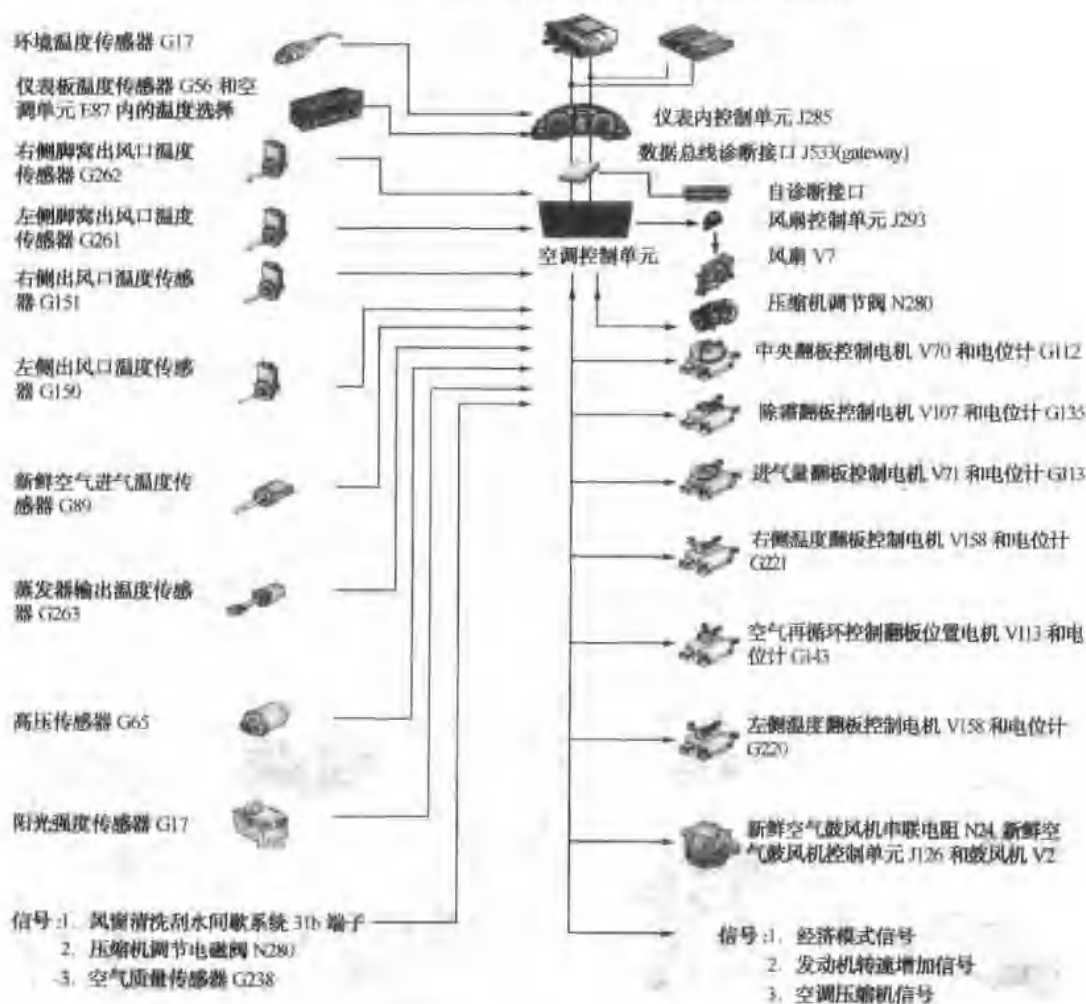 环境温度传感器 G17
仪表板温度传感器 G56 和空
调单元 E87 内的温度选择
右侧脚窝出风口温度
传感器 G262
左侧脚窝出风口温度
传感器 G261
右侧出风口温度传感
器 G151
左侧出风口温度传感
器 G150
新鲜空气进气温度传
感器 G89
蒸发器输出温度传感
器 G263
高压传感器 G65
阳光强度传感器 G17
信号:1. 风窗清洗刮水间歇系统 31b 端子
2. 压缩机调节电磁阀 N280
3. 空气质量传感器 G238
仪表内控制单元 J285
数据总线诊断接口 J533(gateway)
自诊断接口
风扇控制单元 J293
空调控制单元
风扇 V7
压缩机调节阀 N280
中央翻板控制电机 V70 和电位计 G112
除霜翻板控制电机 V107 和电位计 G135
进气量翻板控制电机 V71 和电位计 G113
右侧温度翻板控制电机 V158 和电位计
G221
空气再循环控制翻板位置电机 V113 和电
位计 G143
左侧温度翻板控制电机 V158 和电位计
G220
新鲜空气鼓风机串联电阻 N24 新鲜空
气鼓风机控制单元 J126 和鼓风机 V2
信号:1. 经济模式信号
2. 发动机转速增加信号
3. 空调压缩机信号